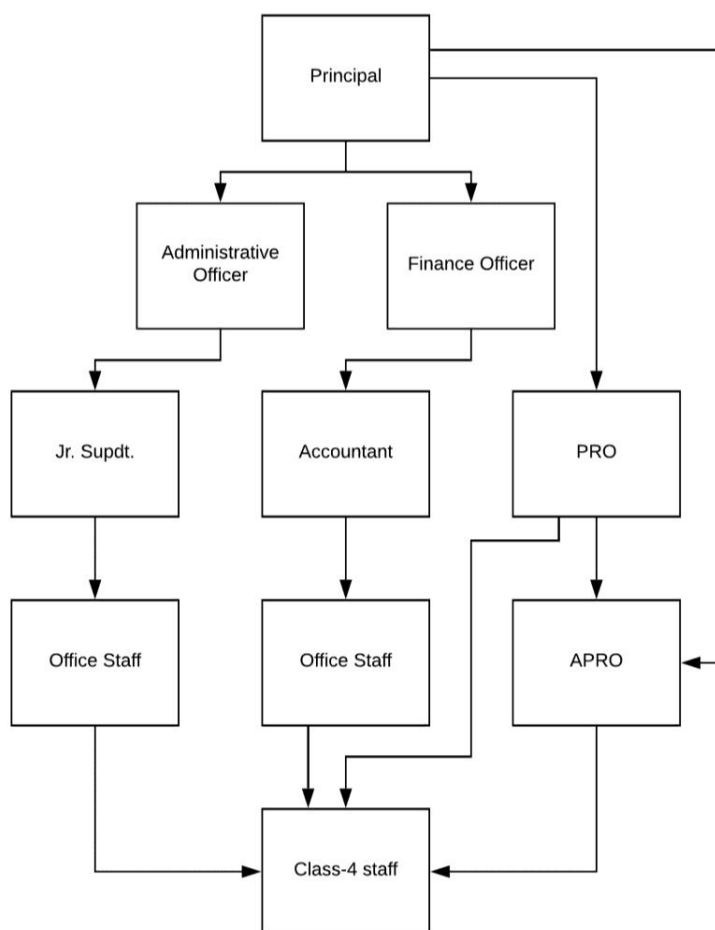 Principal
Administrative
Officer
Finance Officer
Jr. Supdt.
Accountant
PRO
Office Staff
Office Staff
APRO
Class-4 staff